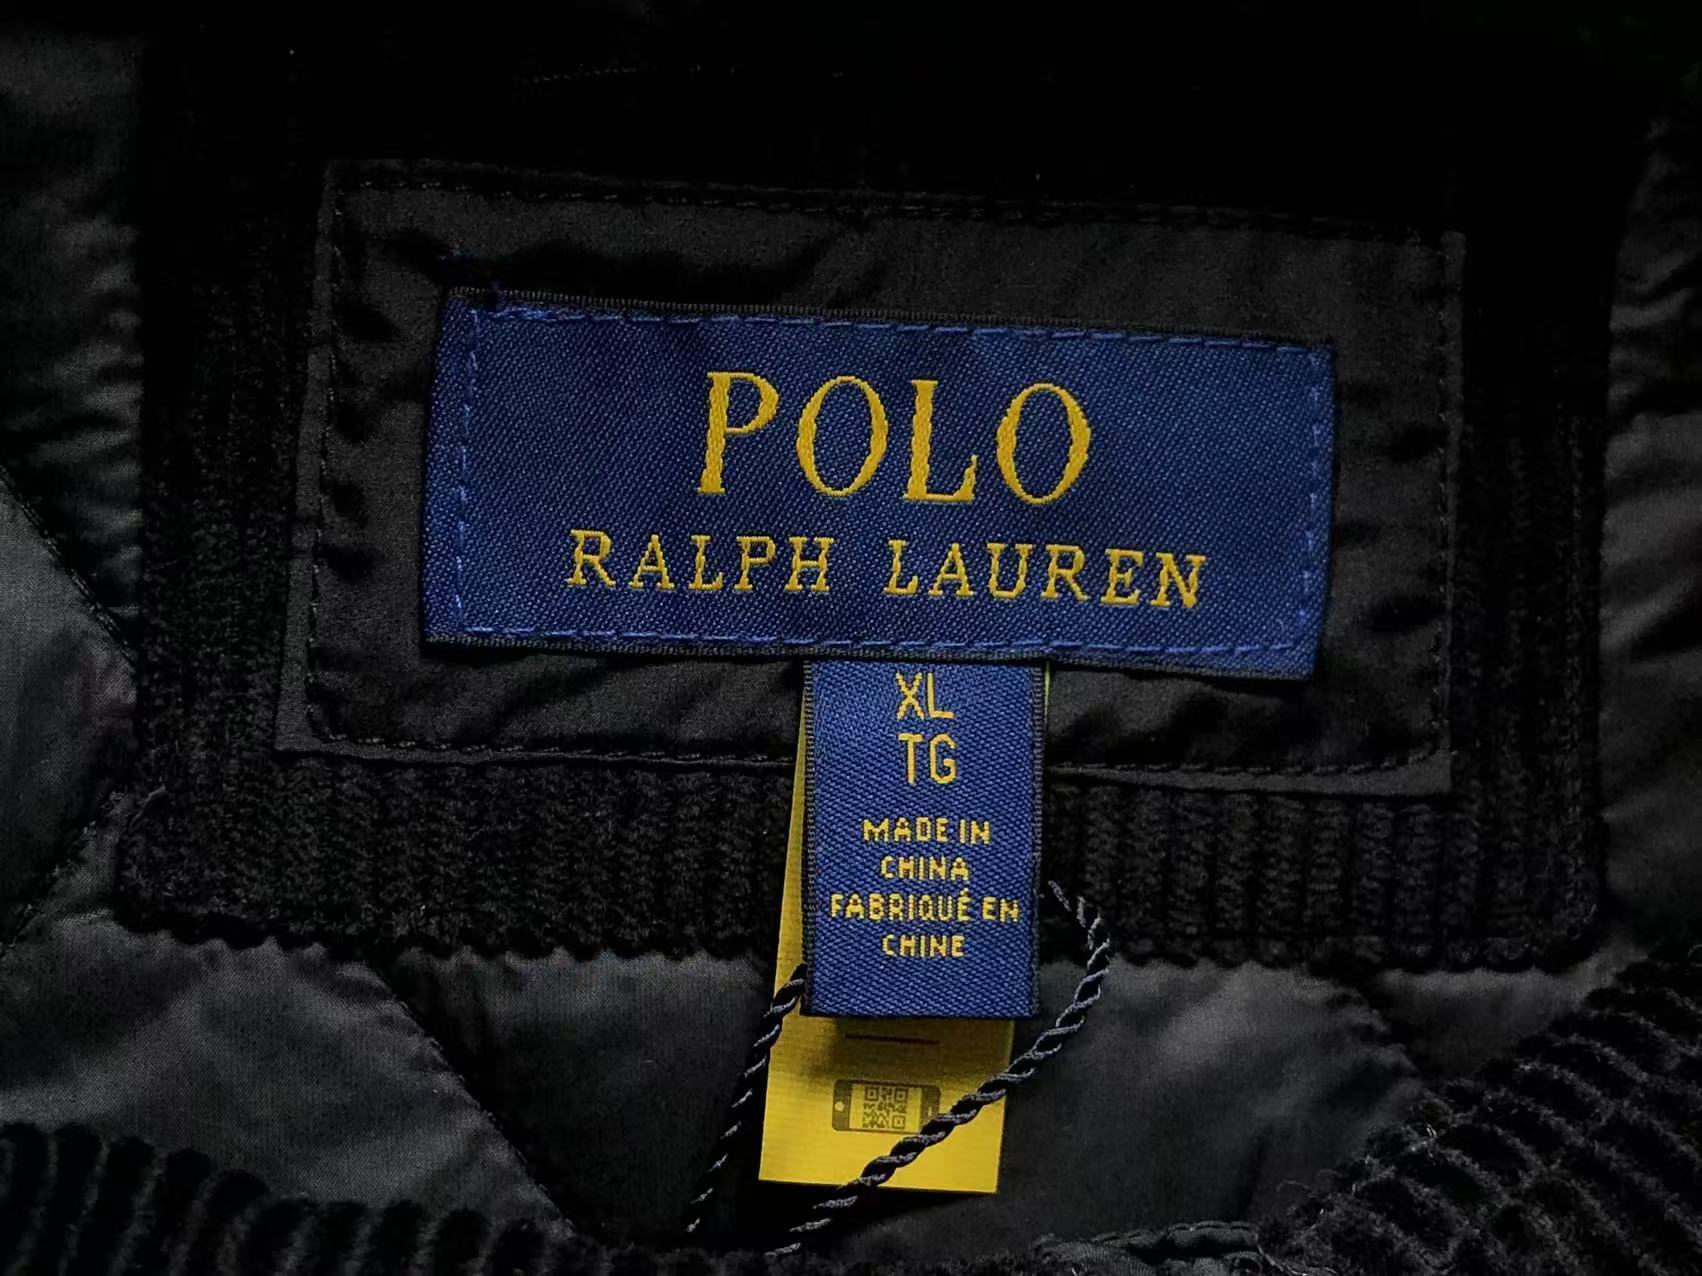 POLO
RALPH LAUREN
XL
TG
MADE IN
CHINA
FABRIQUÉ EN
CHINE